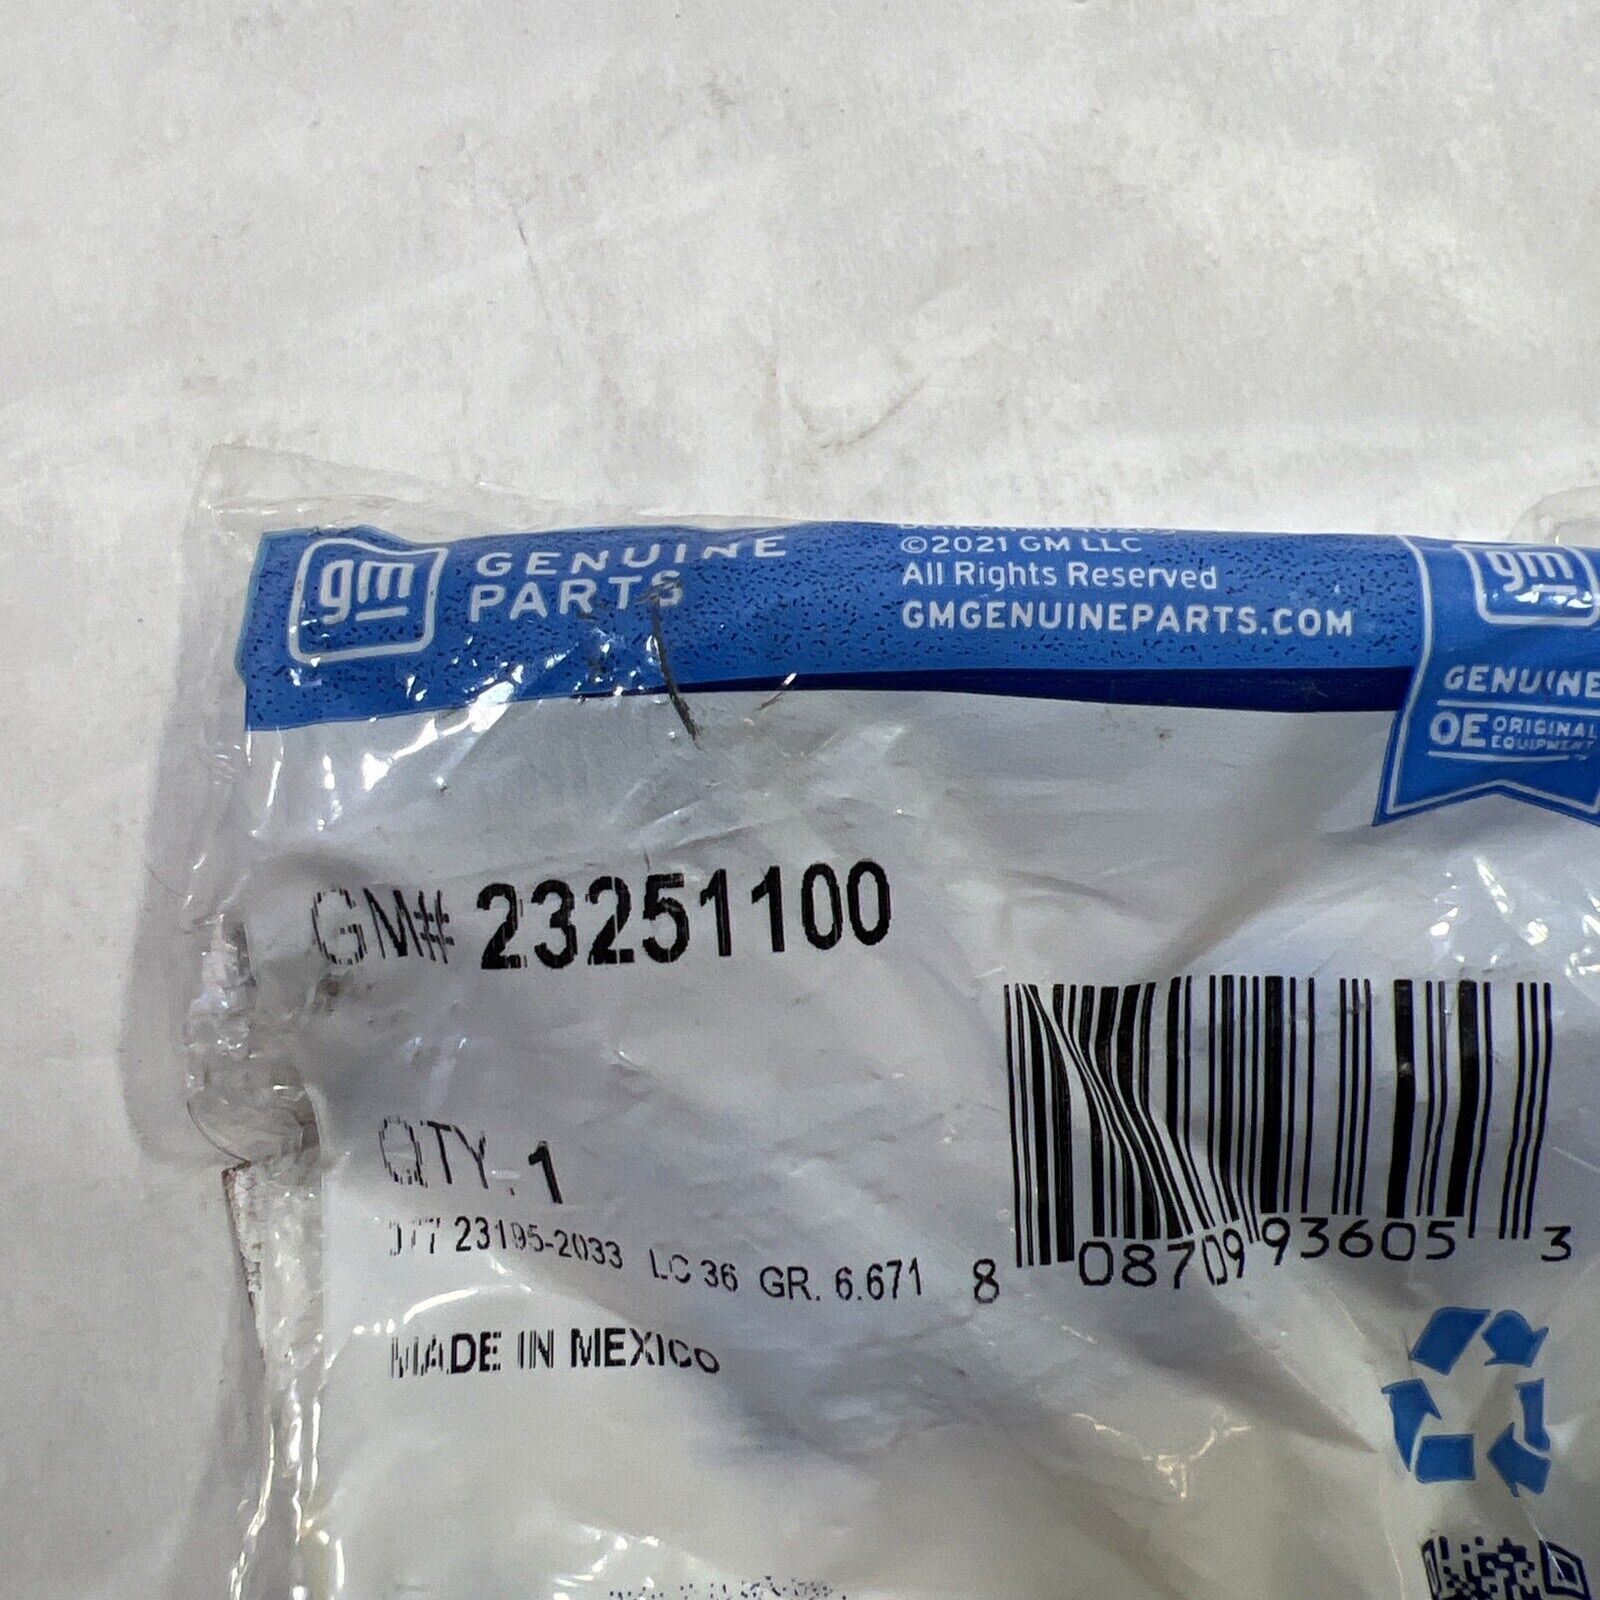 gm GENUINE PARTS
©2021 GM LLC
All Rights Reserved
GMGENUINEPARTS.COM
gm
GENUINE
OE ORIGINAL EQUIPMENT
GM# 23251100
QTY. 1
077 23195-2033 LC 36 GR. 6.671
8 08709 93605 3
MADE IN MEXICO